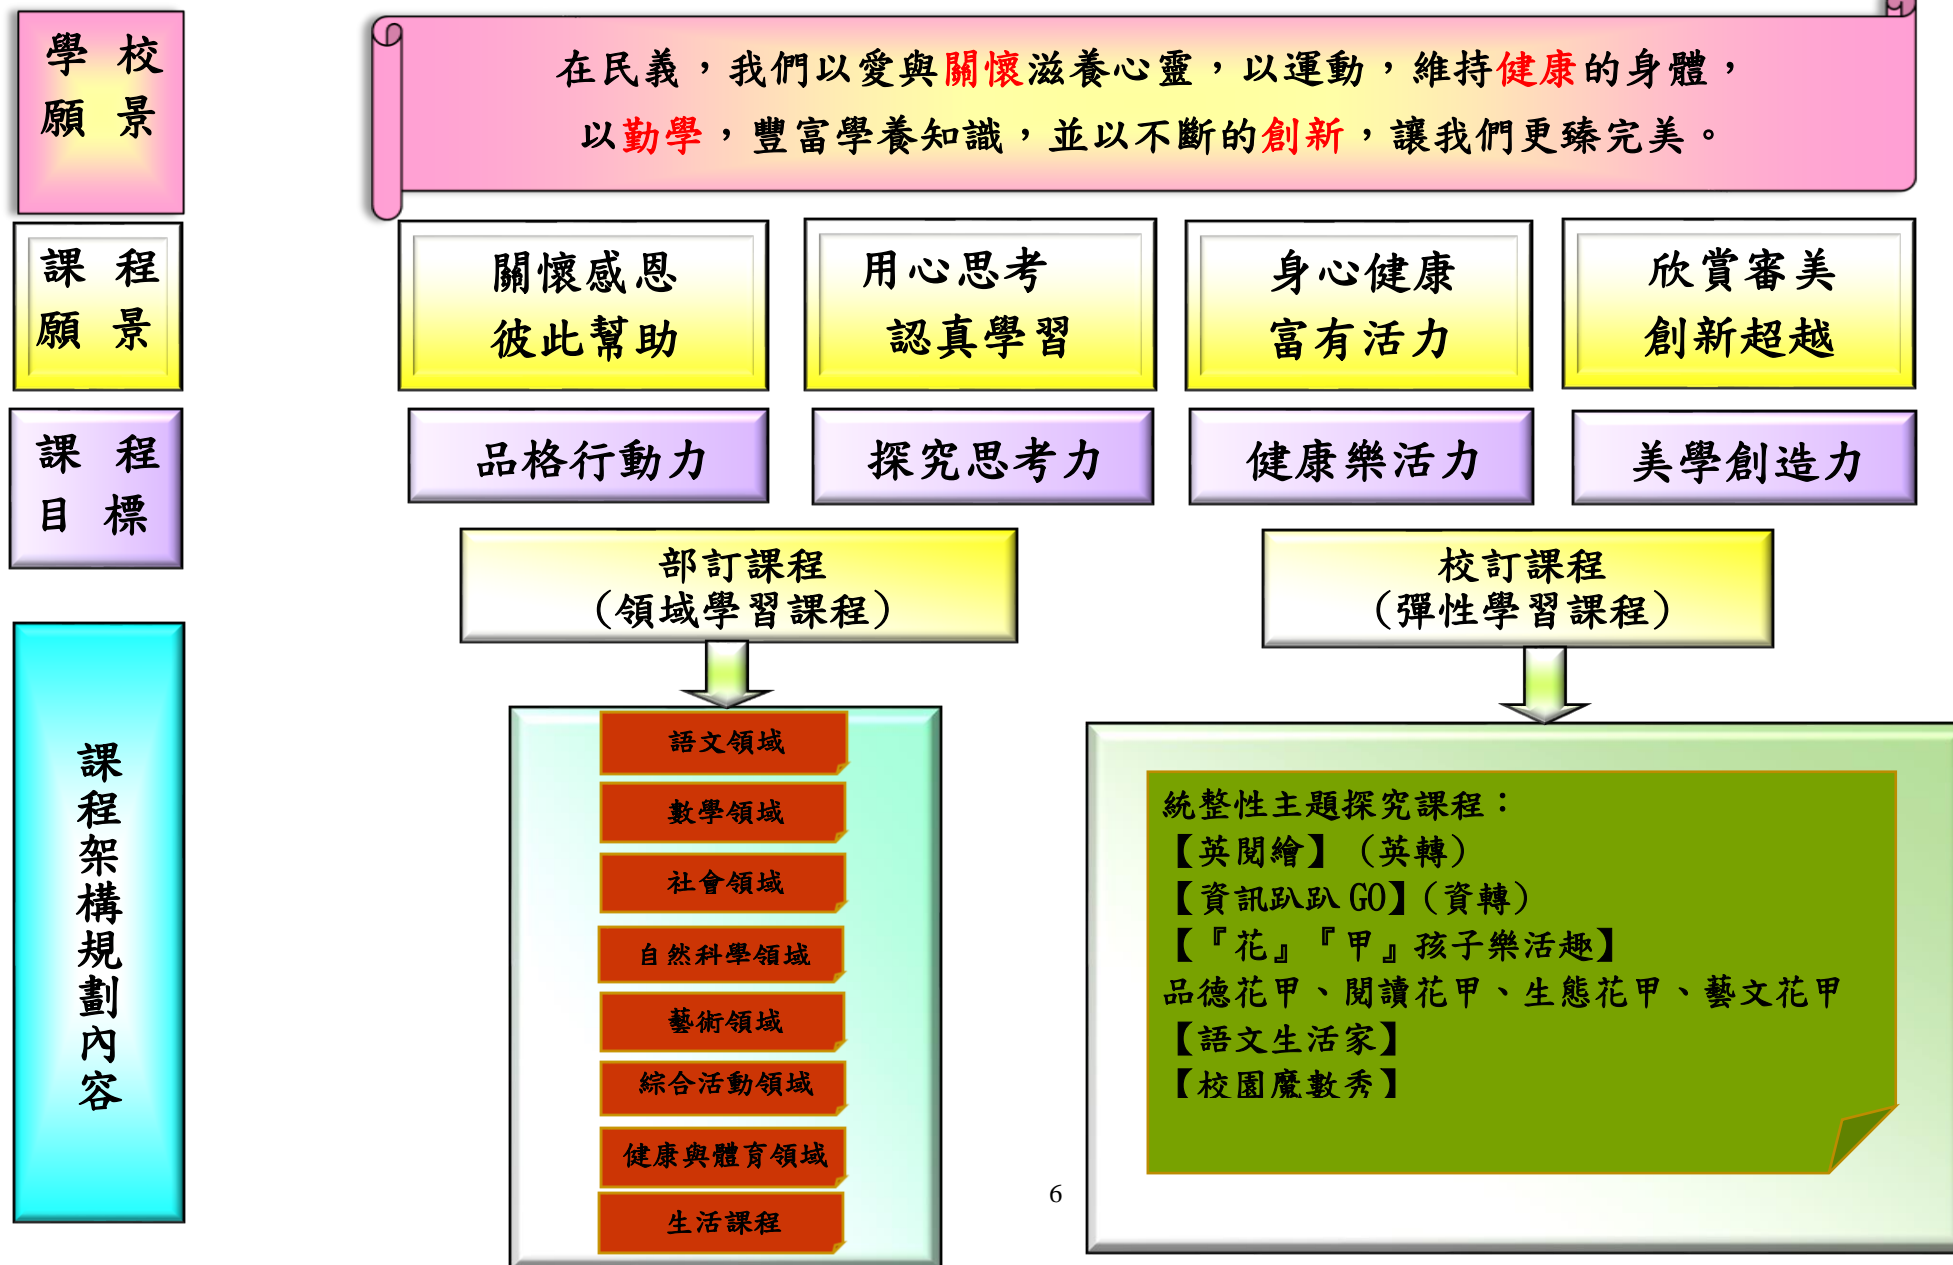 學 校
願 景
在民義，我們以愛與關懷滋養心靈，以運動，維持健康的身體，
以勤學，豐富學養知識，並以不斷的創新，讓我們更臻完美。
課 程
願 景
關懷感恩
彼此幫助
用心思考
認真學習
身心健康
富有活力
欣賞審美
創新超越
課 程
目 標
品格行動力
探究思考力
健康樂活力
美學創造力
部訂課程
（領域學習課程）
校訂課程
（彈性學習課程）
課程架構規劃內容
語文領域
數學領域
社會領域
自然科學領域
藝術領域
綜合活動領域
健康與體育領域
生活課程
統整性主題探究課程：
【英閱繪】（英轉）
【資訊趴趴 GO】（資轉）
【『花』『甲』孩子樂活趣】
品德花甲、閱讀花甲、生態花甲、藝文花甲
【語文生活家】
【校園魔數秀】
6